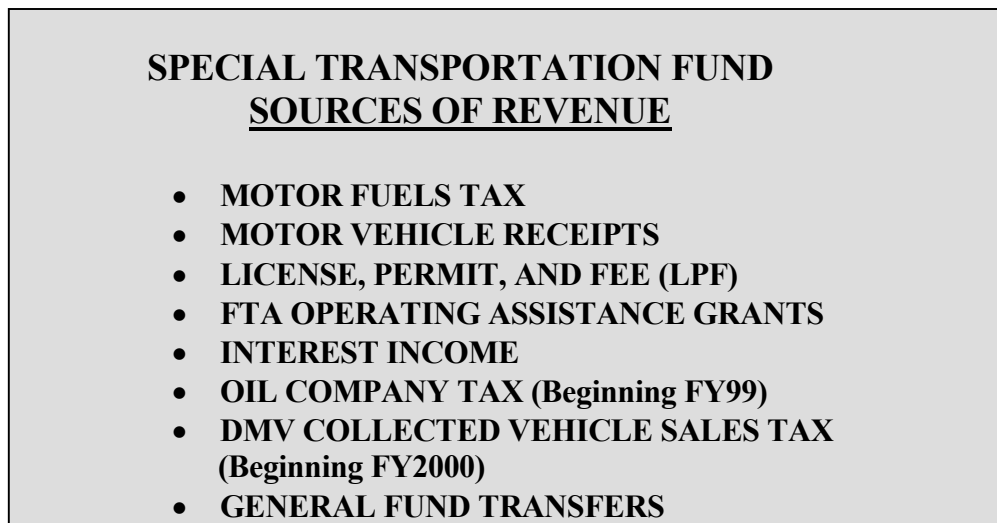 SPECIAL TRANSPORTATION FUND
SOURCES OF REVENUE
• MOTOR FUELS TAX
• MOTOR VEHICLE RECEIPTS
• LICENSE, PERMIT, AND FEE (LPF)
• FTA OPERATING ASSISTANCE GRANTS
• INTEREST INCOME
• OIL COMPANY TAX (Beginning FY99)
• DMV COLLECTED VEHICLE SALES TAX
(Beginning FY2000)
• GENERAL FUND TRANSFERS